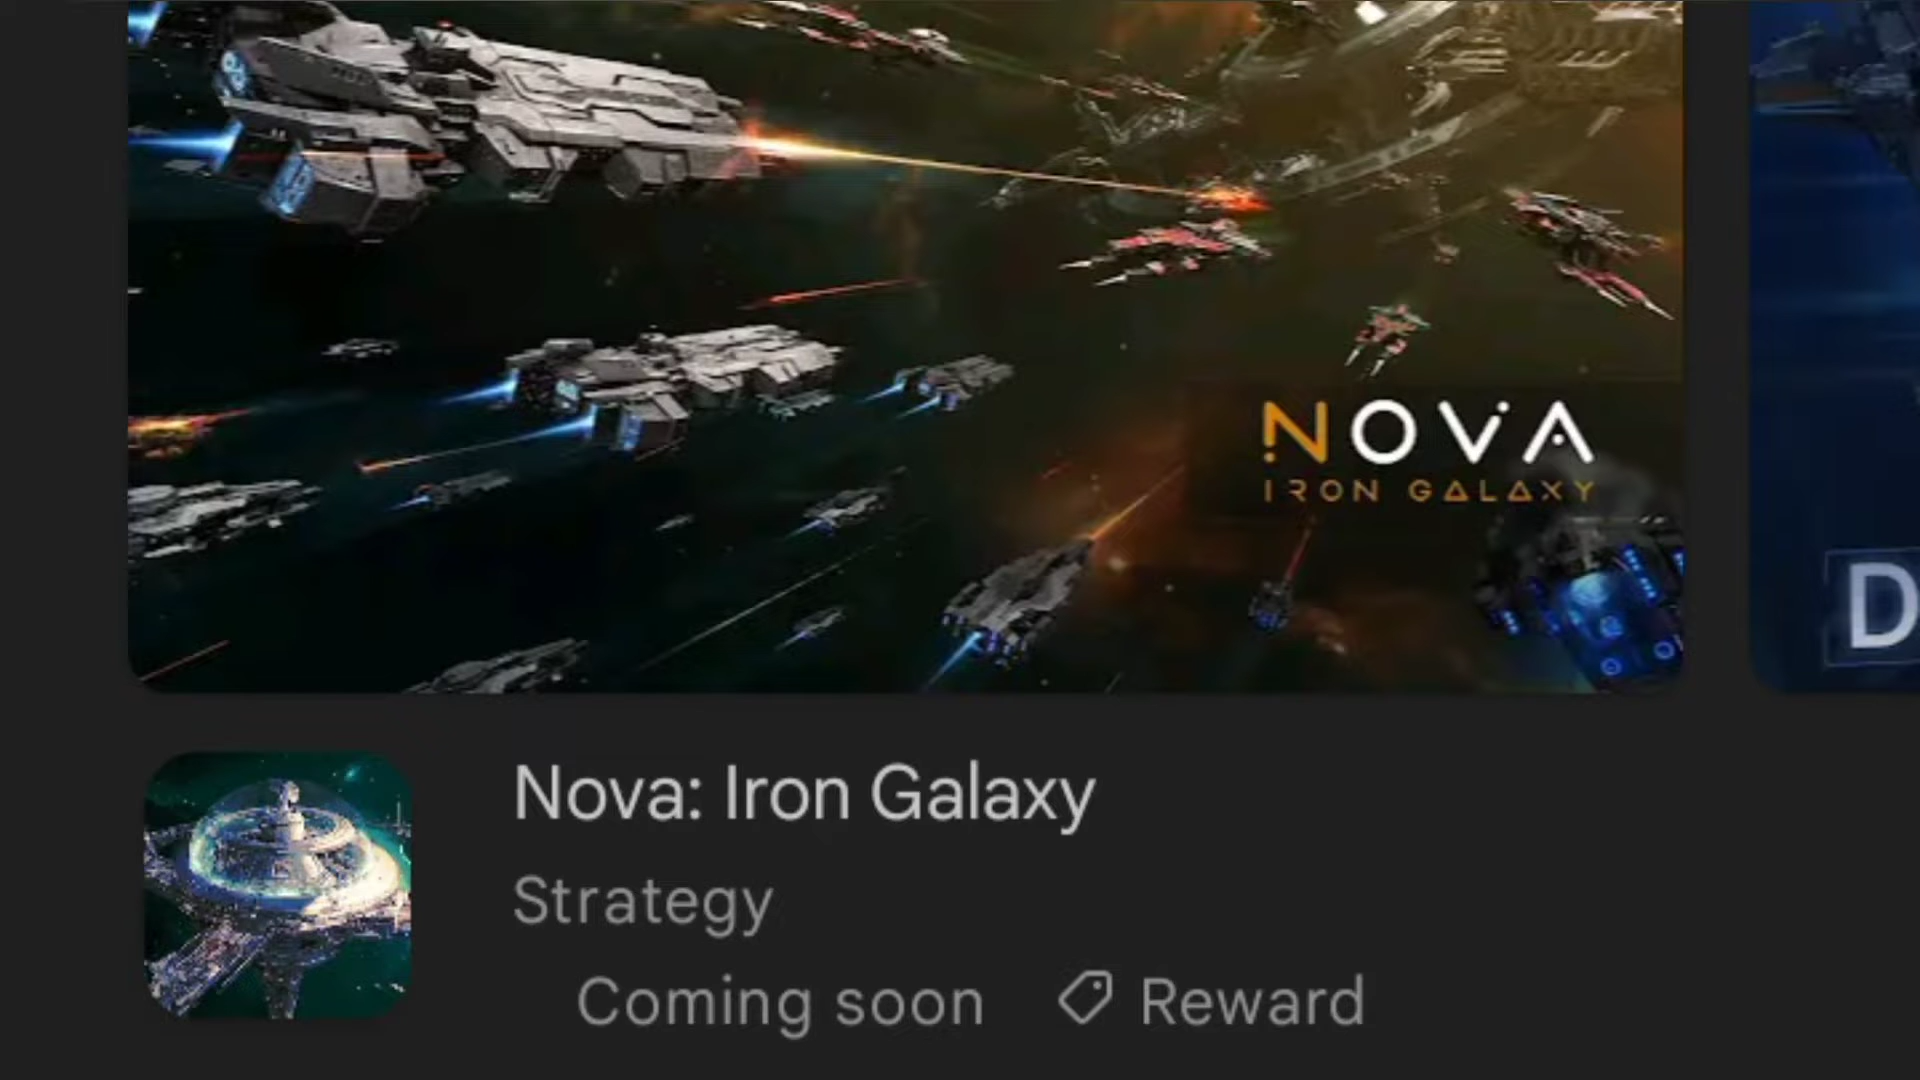 NOVA
IRON GALAXY
D
Nova: Iron Galaxy
Strategy
Coming soon
Reward